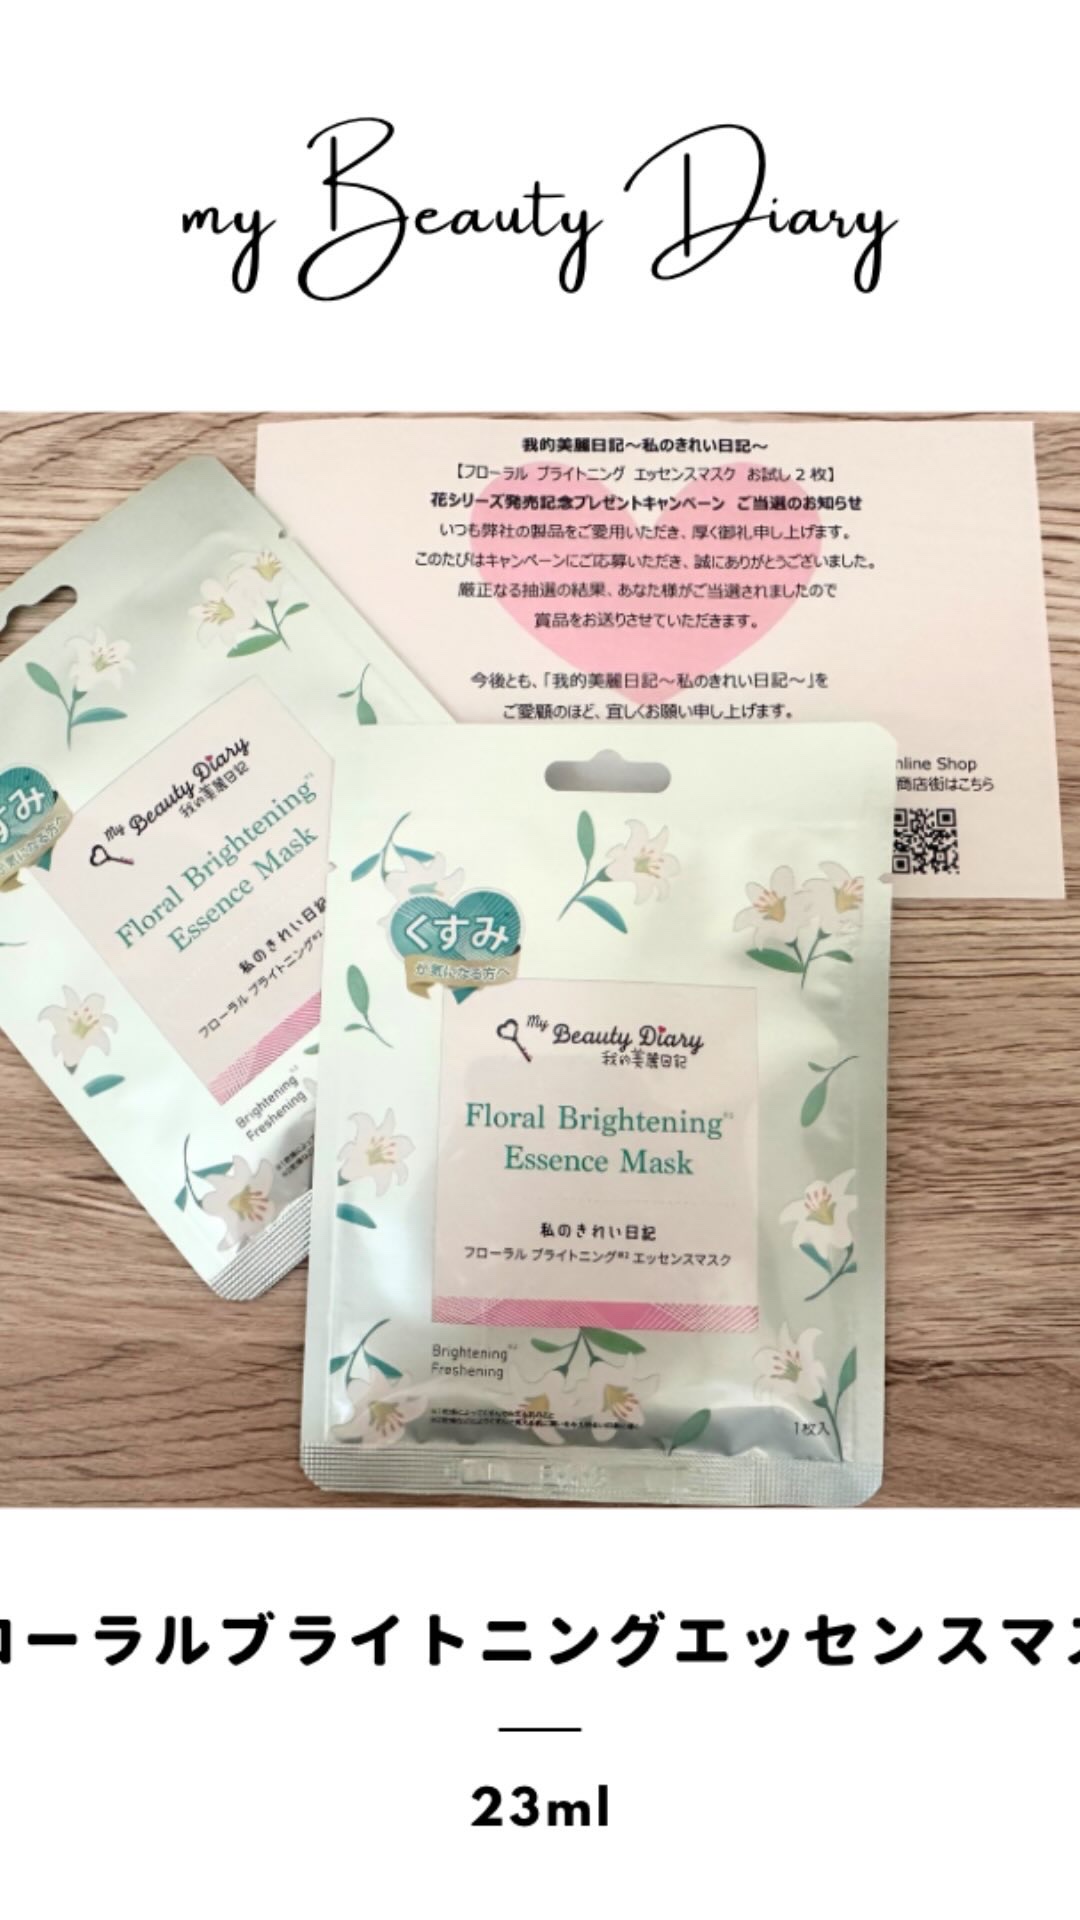 my Beauty Diary
我的美麗日記～私のきれい日記～
【フローラル ブライトニング エッセンスマスク お試し2枚】
花シリーズ発売記念プレゼントキャンペーン ご当選のお知らせ
いつも弊社の製品をご愛用いただき、厚く御礼申し上げます。
このたびはキャンペーンにご応募いただき、誠にありがとうございました。
厳正なる抽選の結果、あなた様がご当選されましたので
賞品をお送りさせていただきます。
今後とも、「我的美麗日記～私のきれい日記～」を
ご愛顧のほど、宜しくお願い申し上げます。
nline Shop
商店街はこちら
すみ
が気になる方へ
My Beauty Diary
我的美麗日記
Floral Brightening※2
Essence Mask
私のきれい日記
フローラル ブライトニング※2
Brightening※2
Freshening
くすみ
が気になる方へ
My Beauty Diary
我的美麗日記
Floral Brightening※2
Essence Mask
私のきれい日記
フローラル ブライトニング※2 エッセンスマスク
Brightening※2
Freshening
1枚入
ローラルブライトニングエッセンスマス
23ml